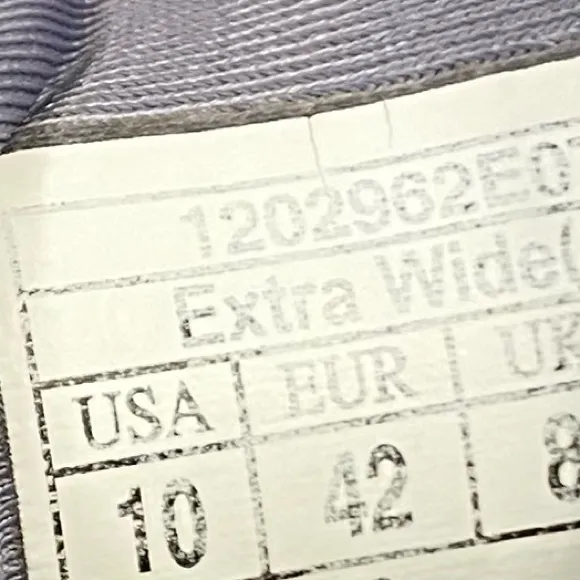 1202962E0
Extra Wide(
USA EUR UK
10 42 8